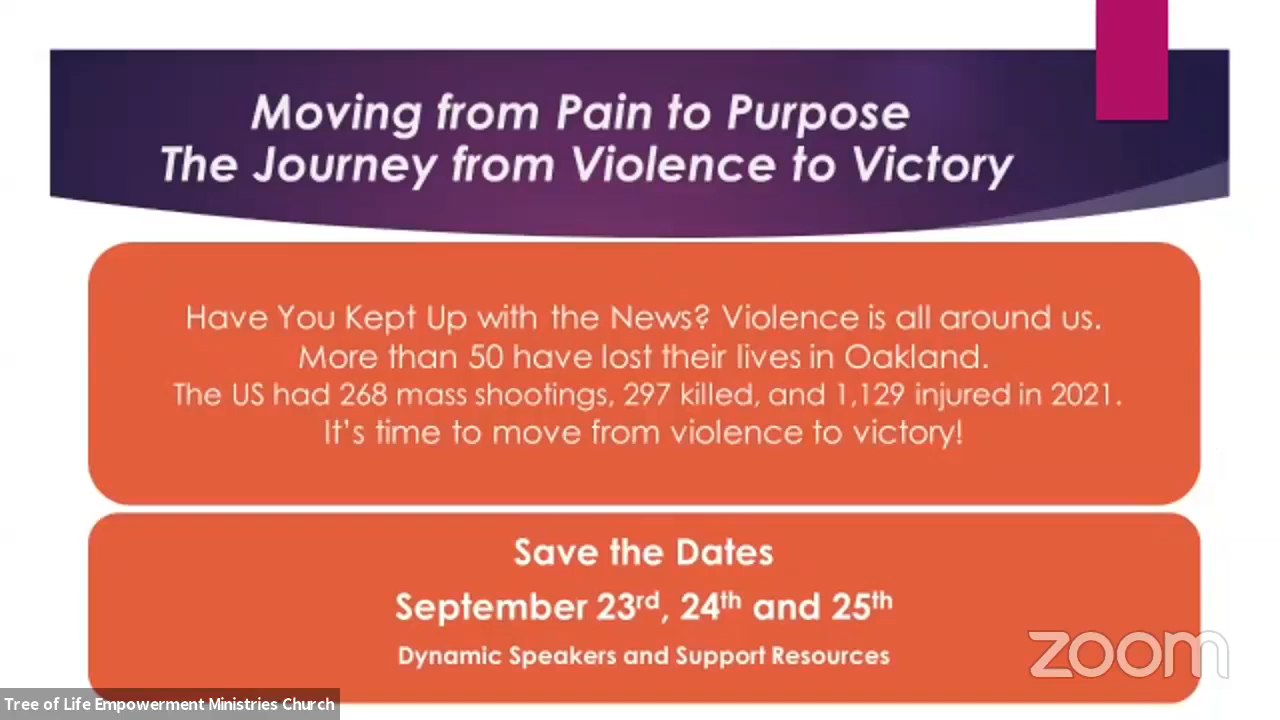 Moving from Pain to Purpose
The Journey from Violence to Victory
Have You Kept Up with the News? Violence is all around us.
More than 50 have lost their lives in Oakland.
The US had 268 mass shootings, 297 killed, and 1,129 injured in 2021.
It's time to move from violence to victory!
Save the Dates
September 23rd, 24th and 25th
Dynamic Speakers and Support Resources
zoom
Tree of Life Empowerment Ministries Church